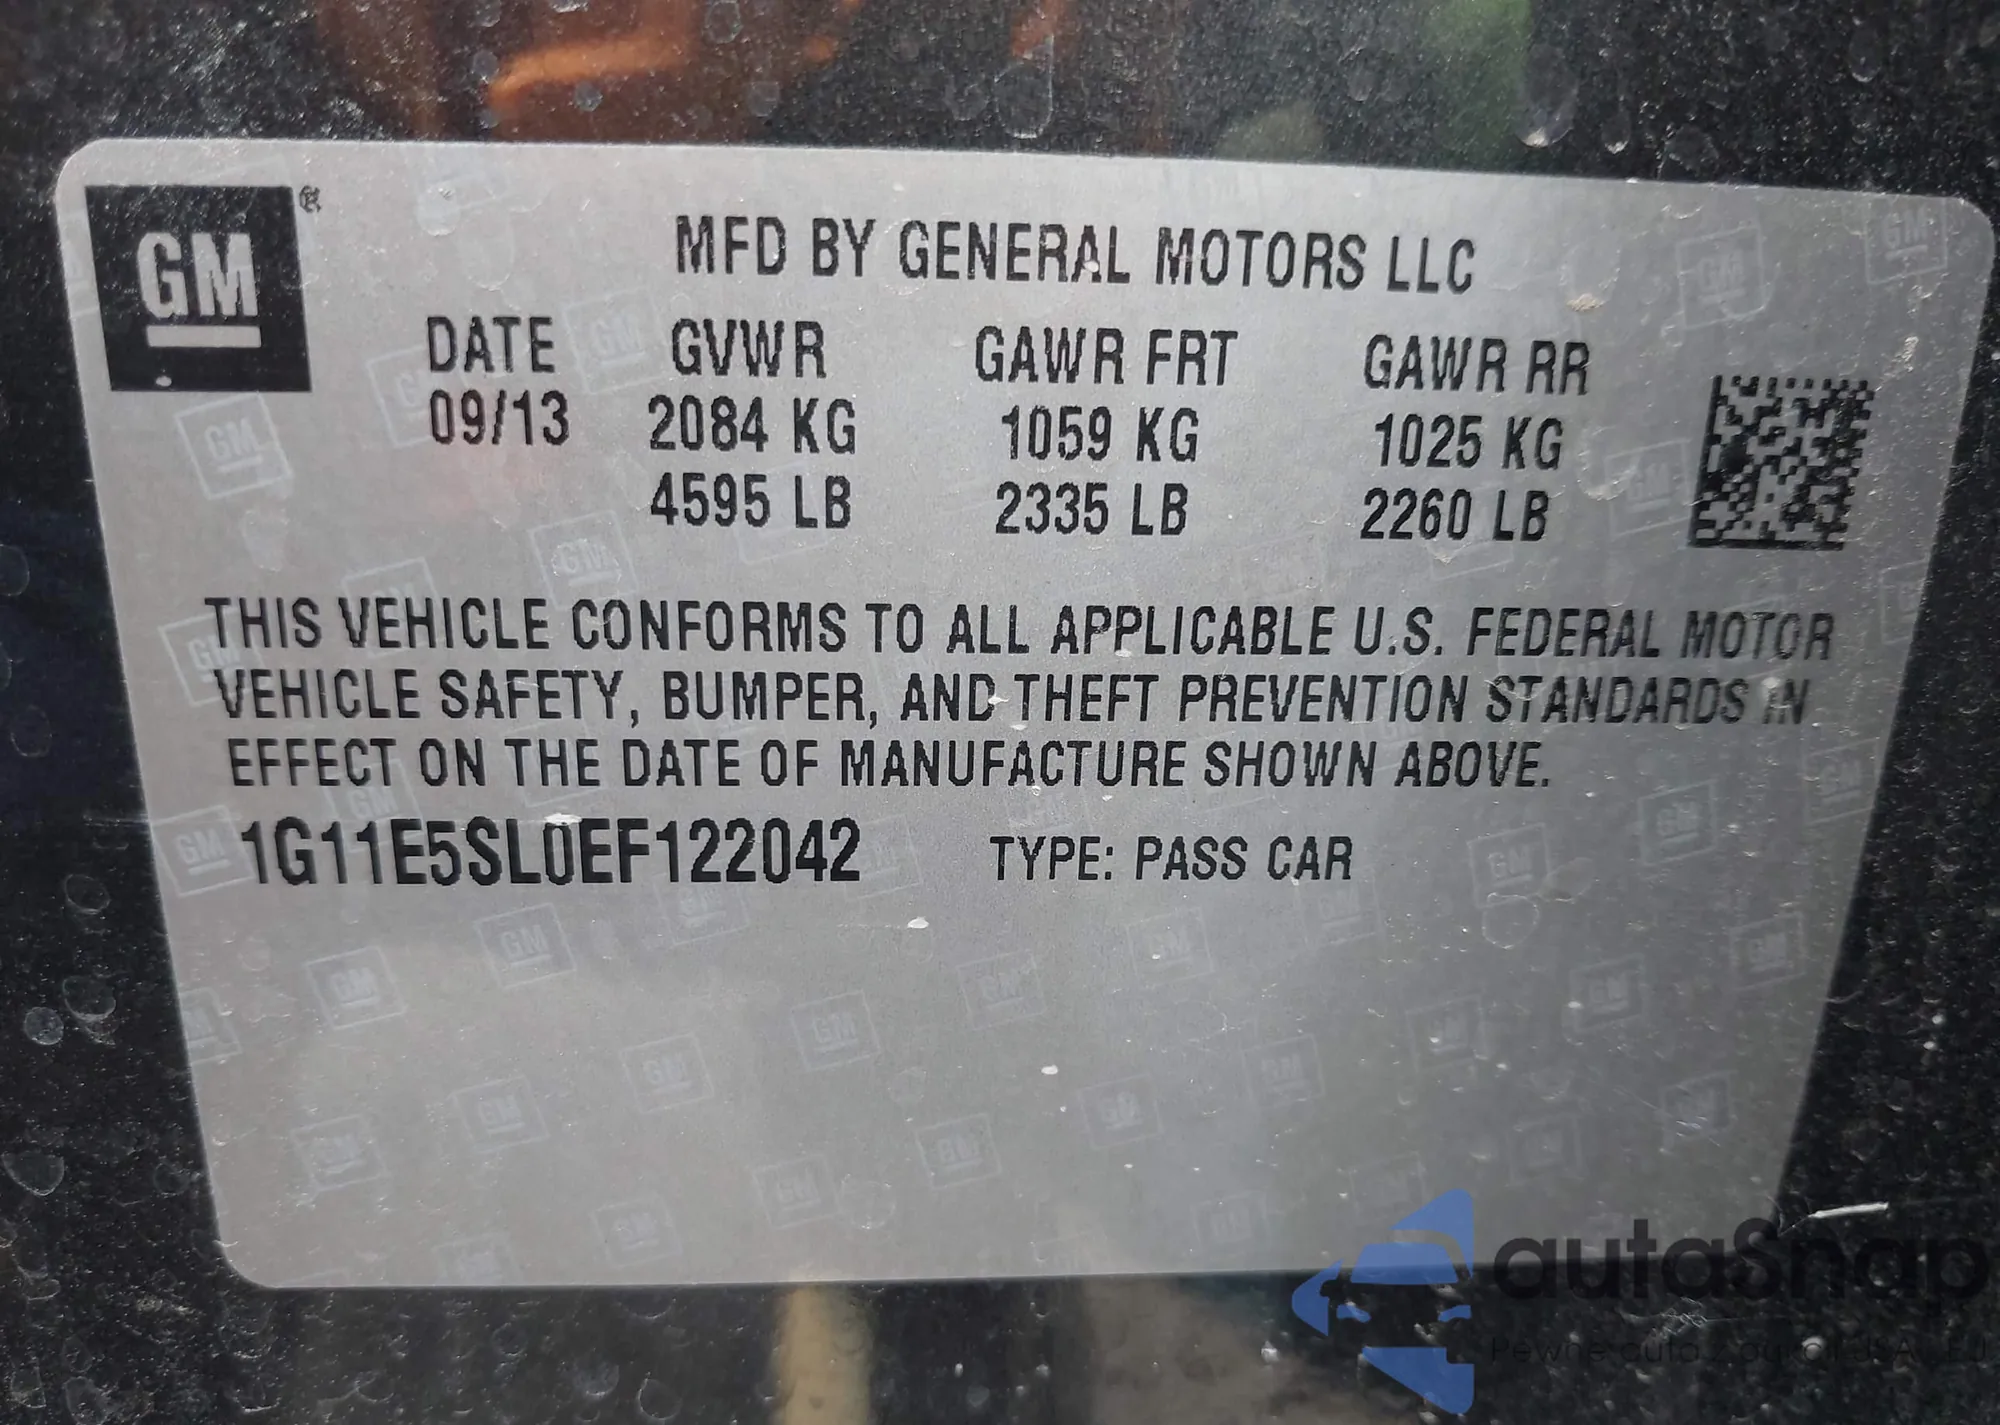 GM®
MFD BY GENERAL MOTORS LLC
DATE GVWR GAWR FRT GAWR RR
09/13 2084 KG 1059 KG 1025 KG
4595 LB 2335 LB 2260 LB
THIS VEHICLE CONFORMS TO ALL APPLICABLE U.S. FEDERAL MOTOR
VEHICLE SAFETY, BUMPER, AND THEFT PREVENTION STANDARDS IN
EFFECT ON THE DATE OF MANUFACTURE SHOWN ABOVE.
1G11E5SL0EF122042 TYPE: PASS CAR
autaSnap
Pewne auta z